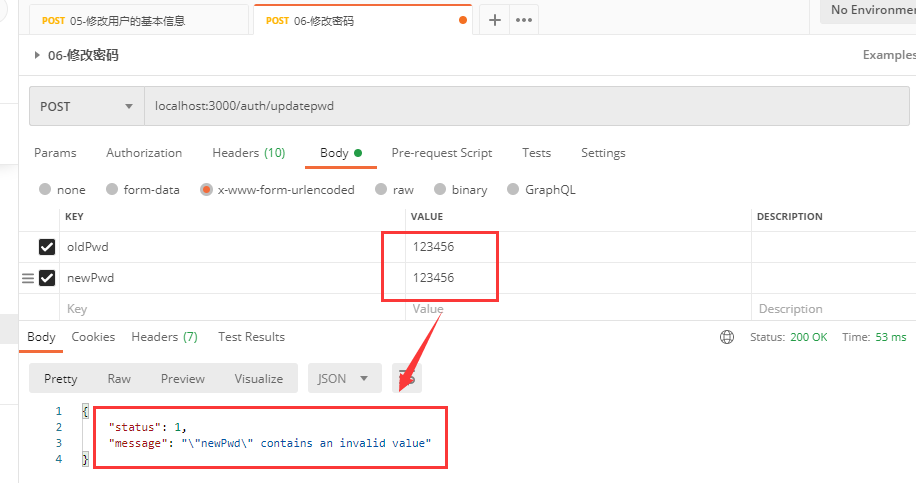 POST 05-修改用户的基本信息
POST 06-修改密码
No Environmen
06-修改密码
Examples
POST localhost:3000/auth/updatepwd
Params Authorization Headers (10) Body Pre-request Script Tests Settings
none form-data x-www-form-urlencoded raw binary GraphQL
KEY VALUE DESCRIPTION
oldPwd 123456
newPwd 123456
Key Value Description
Body Cookies Headers (7) Test Results Status: 200 OK Time: 53 ms
Pretty Raw Preview Visualize JSON
1 {
2 "status": 1,
3 "message": "\"newPwd\" contains an invalid value"
4 }